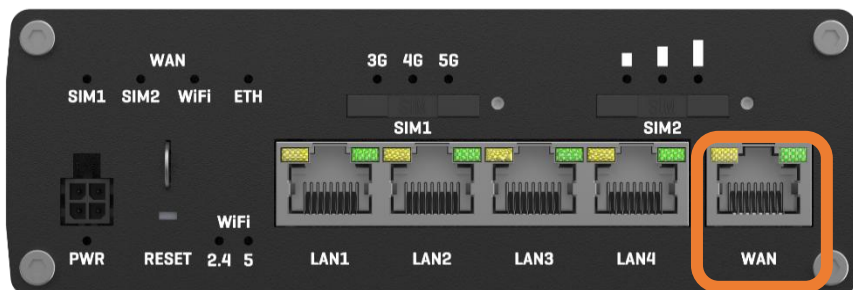 WAN
SIM1 SIM2 WiFi ETH
3G 4G 5G
SIM1
SIM2
WiFi
PWR RESET 2.4 5 LAN1 LAN2 LAN3 LAN4 WAN